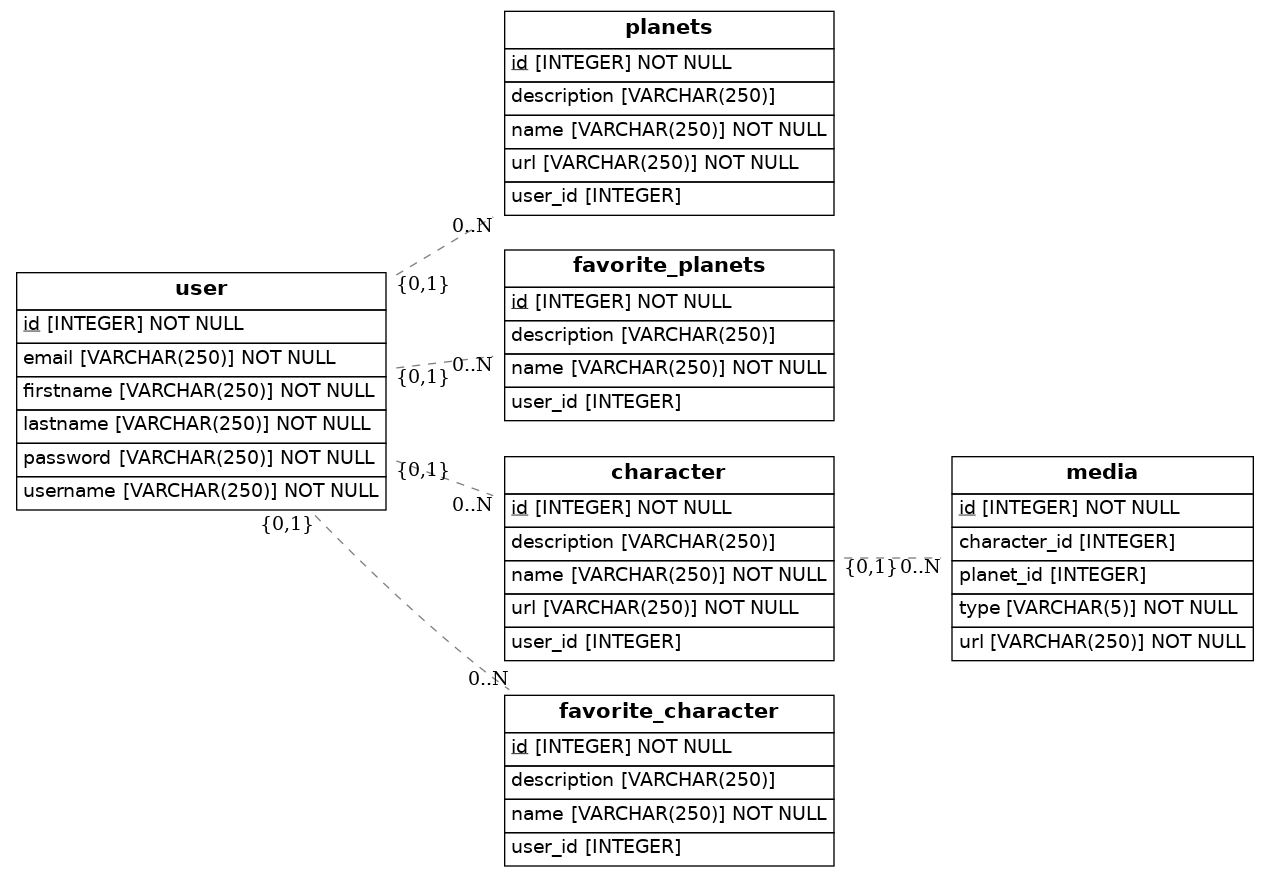 planets
id [INTEGER] NOT NULL
description [VARCHAR(250)]
name [VARCHAR(250)] NOT NULL
url [VARCHAR(250)] NOT NULL
user_id [INTEGER]
0..N
{0,1}
favorite_planets
id [INTEGER] NOT NULL
description [VARCHAR(250)]
name [VARCHAR(250)] NOT NULL
user_id [INTEGER]
user
id [INTEGER] NOT NULL
email [VARCHAR(250)] NOT NULL
firstname [VARCHAR(250)] NOT NULL
lastname [VARCHAR(250)] NOT NULL
password [VARCHAR(250)] NOT NULL
username [VARCHAR(250)] NOT NULL
0..N
{0,1}
{0,1}
0..N
{0,1}
0..N
character
id [INTEGER] NOT NULL
description [VARCHAR(250)]
name [VARCHAR(250)] NOT NULL
url [VARCHAR(250)] NOT NULL
user_id [INTEGER]
{0,1}
0..N
media
id [INTEGER] NOT NULL
character_id [INTEGER]
planet_id [INTEGER]
type [VARCHAR(5)] NOT NULL
url [VARCHAR(250)] NOT NULL
favorite_character
id [INTEGER] NOT NULL
description [VARCHAR(250)]
name [VARCHAR(250)] NOT NULL
user_id [INTEGER]